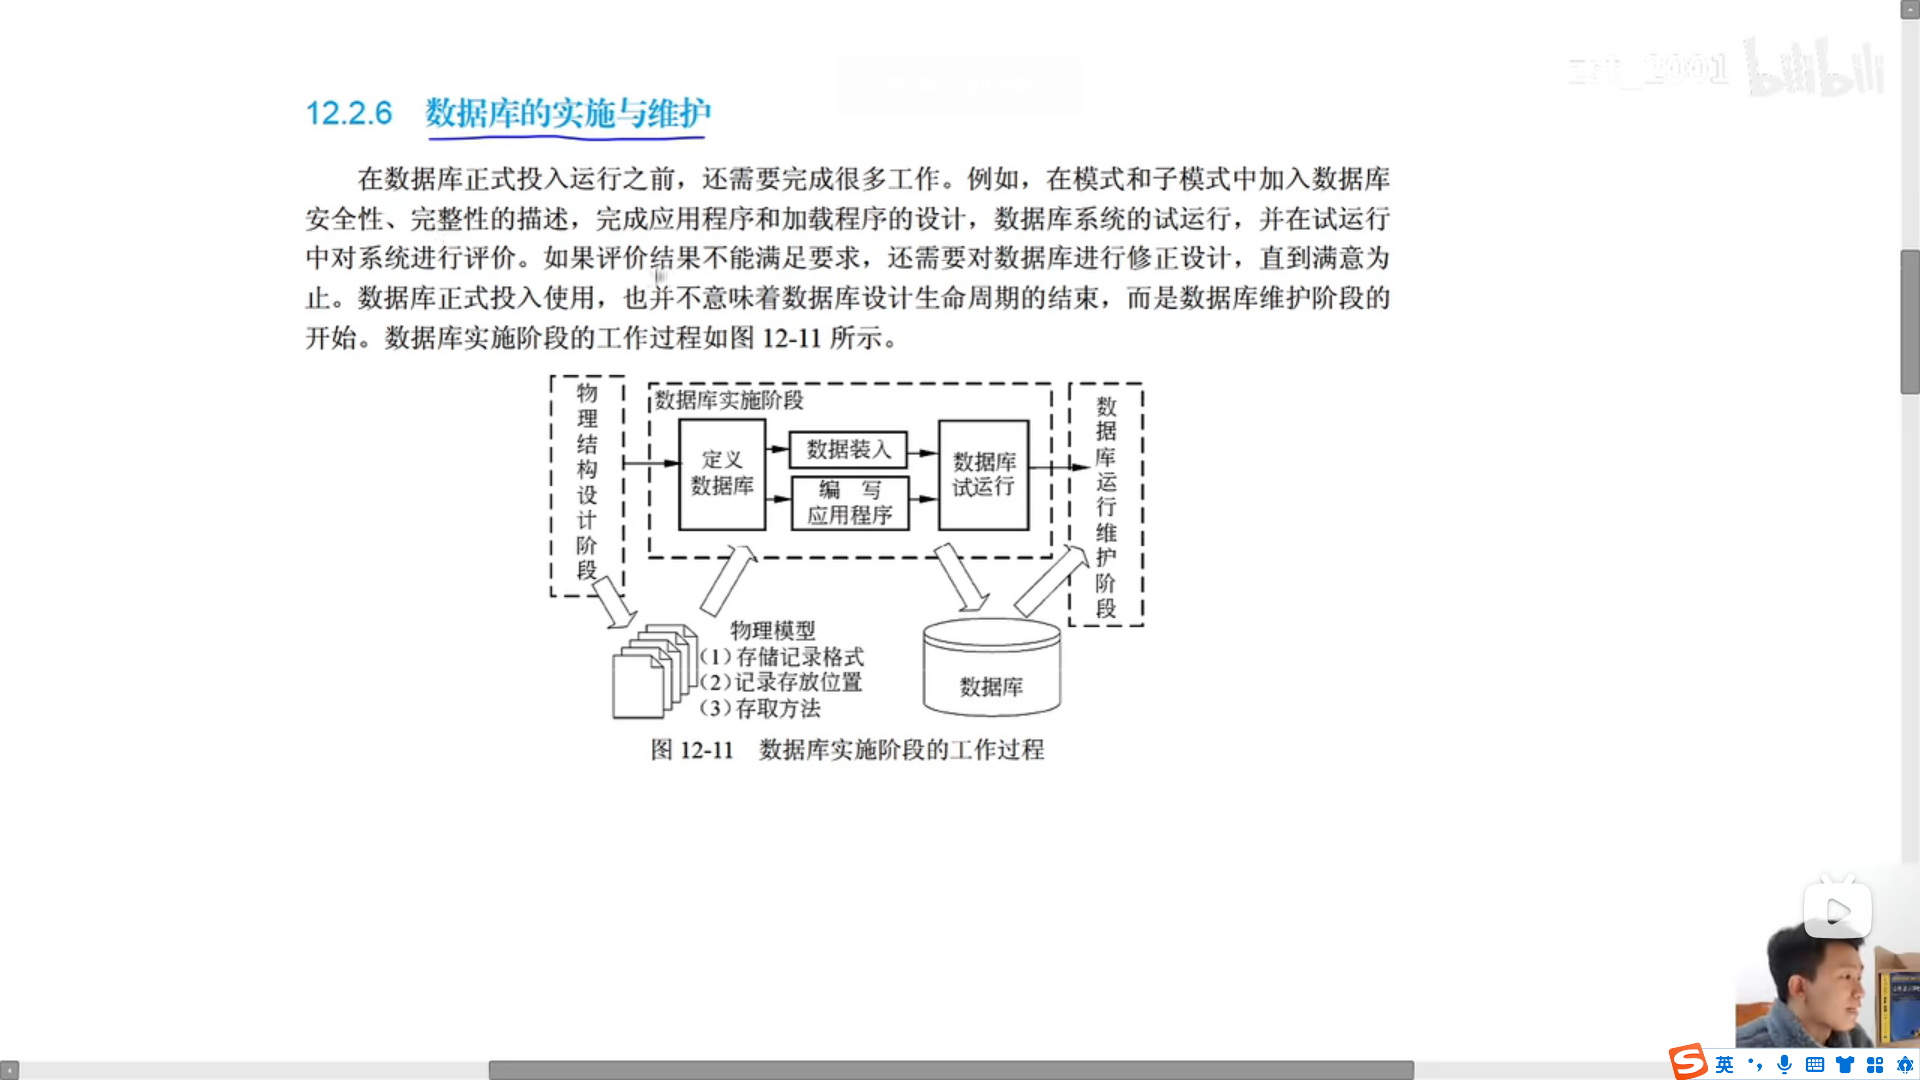 12.2.6 数据库的实施与维护
在数据库正式投入运行之前，还需要完成很多工作。例如，在模式和子模式中加入数据库
安全性、完整性的描述，完成应用程序和加载程序的设计，数据库系统的试运行，并在试运行
中对系统进行评价。如果评价结果不能满足要求，还需要对数据库进行修正设计，直到满意为
止。数据库正式投入使用，也并不意味着数据库设计生命周期的结束，而是数据库维护阶段的
开始。数据库实施阶段的工作过程如图 12-11 所示。
物理结构设计阶段
数据库实施阶段
定义
数据库
数据装入
编 写
应用程序
数据库
试运行
数据库运行维护阶段
物理模型
（1）存储记录格式
（2）记录存放位置
（3）存取方法
数据库
图 12-11 数据库实施阶段的工作过程
bilibili
英